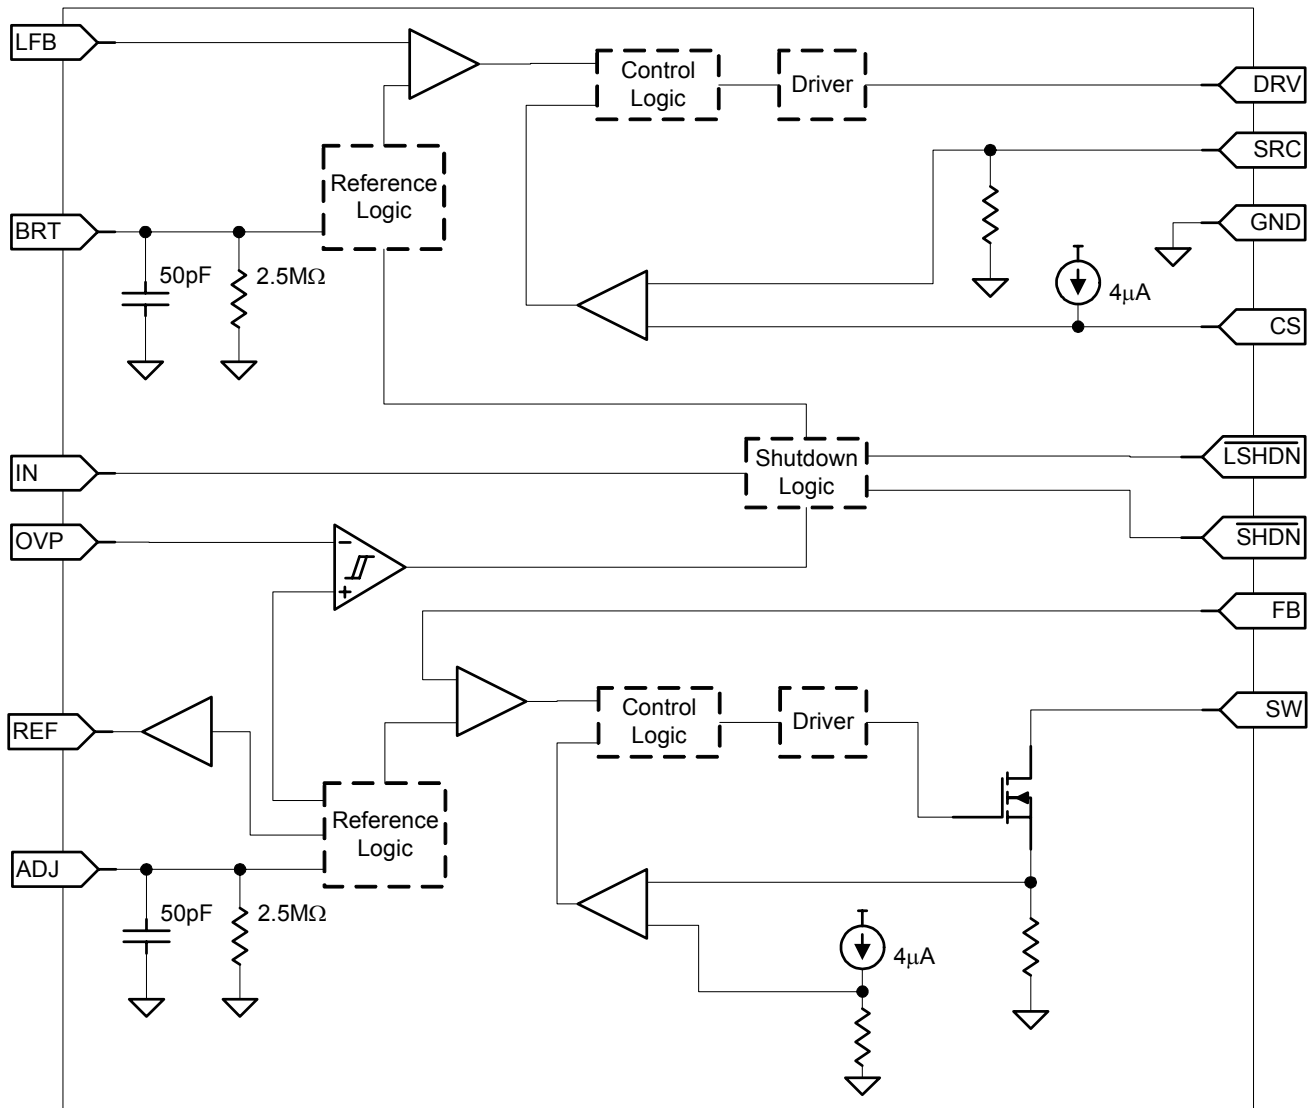 LFB
Control
Logic
Driver
DRV
SRC
Reference
Logic
BRT
GND
50pF
2.5MΩ
4μA
CS
IN
Shutdown
Logic
LSHDN
OVP
SHDN
−
+
FB
REF
Control
Logic
Driver
SW
Reference
Logic
ADJ
50pF
2.5MΩ
4μA